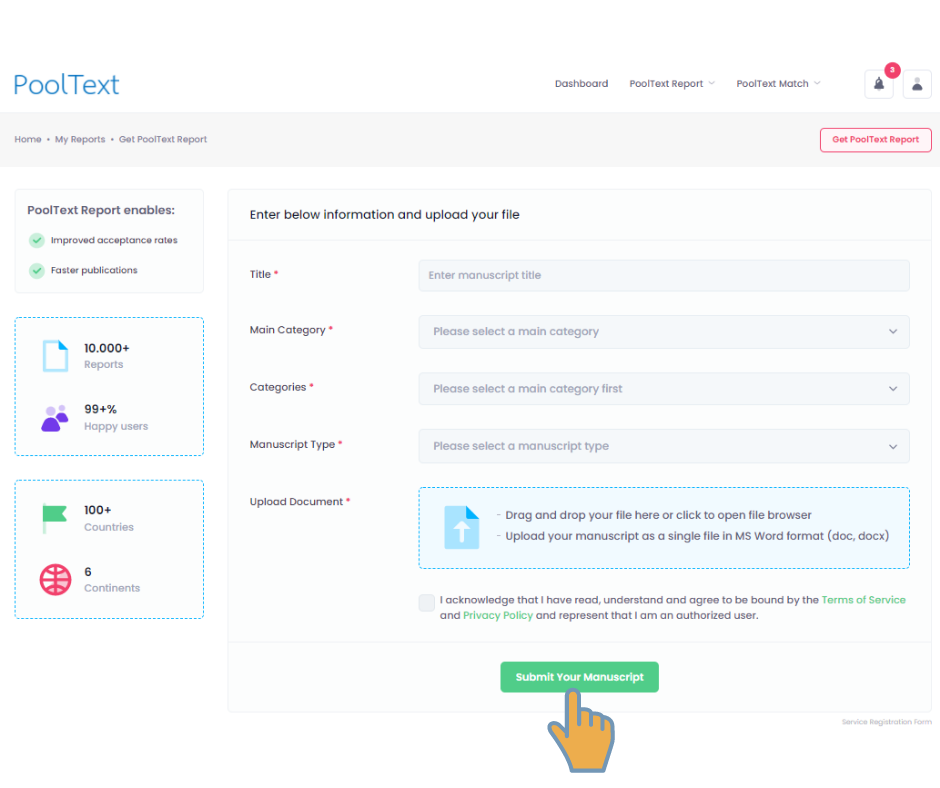 PoolText
Dashboard PoolText Report PoolText Match 3
Home • My Reports • Get PoolText Report
Get PoolText Report
PoolText Report enables:
Improved acceptance rates
Faster publications
10.000+
Reports
99+%
Happy users
100+
Countries
6
Continents
Enter below information and upload your file
Title *
Enter manuscript title
Main Category *
Please select a main category
Categories *
Please select a main category first
Manuscript Type *
Please select a manuscript type
Upload Document *
- Drag and drop your file here or click to open file browser
- Upload your manuscript as a single file in MS Word format (doc, docx)
I acknowledge that I have read, understand and agree to be bound by the Terms of Service
and Privacy Policy and represent that I am an authorized user.
Submit Your Manuscript
Service Registration Form